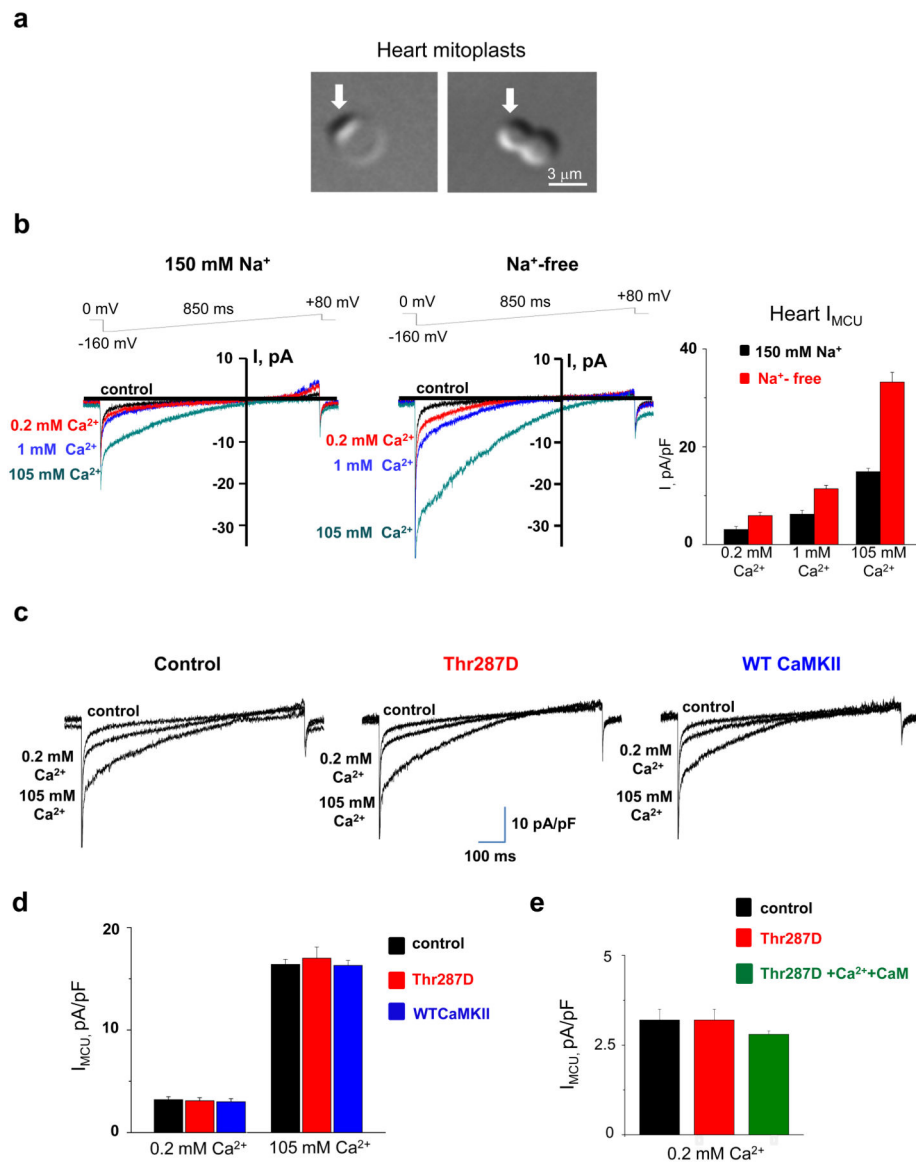 a
Heart mitoplasts
3 μm
b
150 mM Na⁺
0 mV 850 ms +80 mV
-160 mV
I, pA
10
control
0.2 mM Ca²⁺
1 mM Ca²⁺
105 mM Ca²⁺
-10
-20
-30
Na⁺-free
0 mV 850 ms +80 mV
-160 mV
I, pA
10
control
0.2 mM Ca²⁺
1 mM Ca²⁺
105 mM Ca²⁺
-10
-20
-30
Heart I_MCU
150 mM Na⁺
Na⁺- free
I, pA/pF
40
20
0
0.2 mM Ca²⁺
1 mM Ca²⁺
105 mM Ca²⁺
c
Control
control
0.2 mM
Ca²⁺
105 mM
Ca²⁺
Thr287D
control
0.2 mM
Ca²⁺
105 mM
Ca²⁺
10 pA/pF
100 ms
WT CaMKII
control
0.2 mM
Ca²⁺
105 mM
Ca²⁺
d
I_MCU, pA/pF
20
10
0
control
Thr287D
WTCaMKII
0.2 mM Ca²⁺ 105 mM Ca²⁺
e
control
Thr287D
Thr287D +Ca²⁺+CaM
I_MCU, pA/pF
5
2.5
0
0.2 mM Ca²⁺